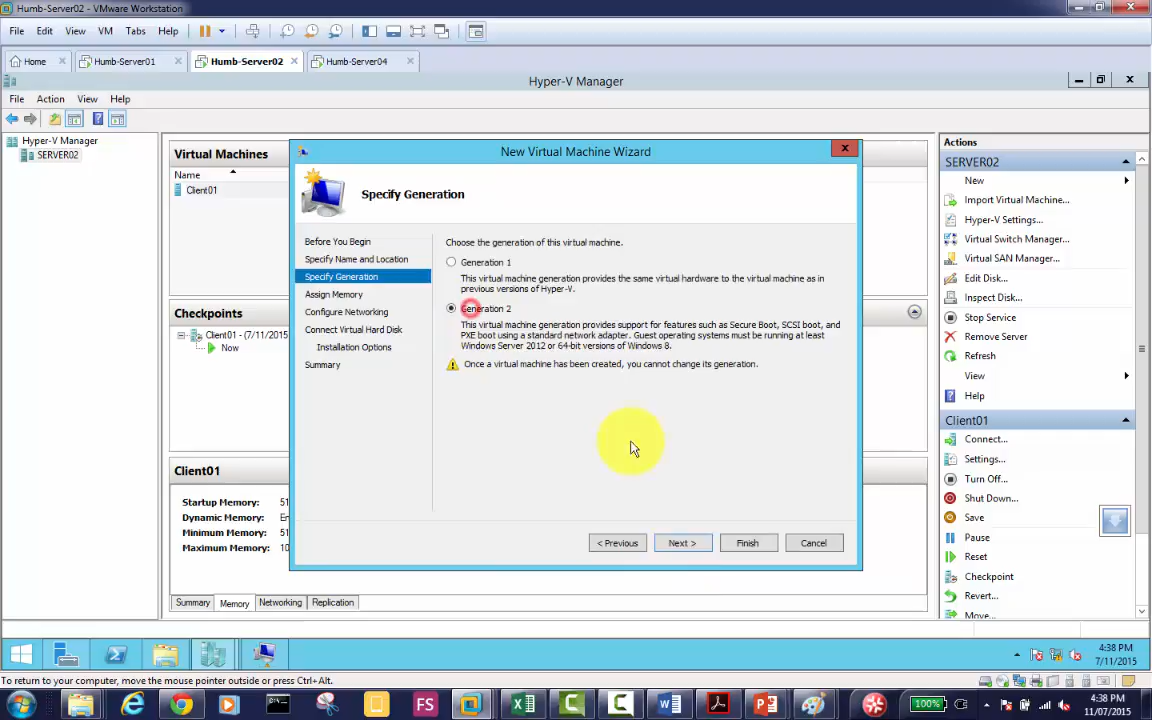 Humb-Server02 - VMware Workstation
File Edit View VM Tabs Help
Home Humb-Server01 Humb-Server02 Humb-Server04
Hyper-V Manager
File Action View Help
Hyper-V Manager
SERVER02
Virtual Machines
Name
Client01
Checkpoints
Client01 - (7/11/2015
Now
Client01
Startup Memory: 51
Dynamic Memory: En
Minimum Memory: 51
Maximum Memory: 10
Summary Memory Networking Replication
New Virtual Machine Wizard
Specify Generation
Before You Begin
Specify Name and Location
Specify Generation
Assign Memory
Configure Networking
Connect Virtual Hard Disk
Installation Options
Summary
Choose the generation of this virtual machine.
Generation 1
This virtual machine generation provides the same virtual hardware to the virtual machine as in
previous versions of Hyper-V.
Generation 2
This virtual machine generation provides support for features such as Secure Boot, SCSI boot, and
PXE boot using a standard network adapter. Guest operating systems must be running at least
Windows Server 2012 or 64-bit versions of Windows 8.
Once a virtual machine has been created, you cannot change its generation.
< Previous Next > Finish Cancel
Actions
SERVER02
New
Import Virtual Machine...
Hyper-V Settings...
Virtual Switch Manager...
Virtual SAN Manager...
Edit Disk...
Inspect Disk...
Stop Service
Remove Server
Refresh
View
Help
Client01
Connect...
Settings...
Turn Off...
Shut Down...
Save
Pause
Reset
Checkpoint
Revert...
Move...
4:38 PM
7/11/2015
To return to your computer, move the mouse pointer outside or press Ctrl+Alt.
FS
100%
4:38 PM
11/07/2015